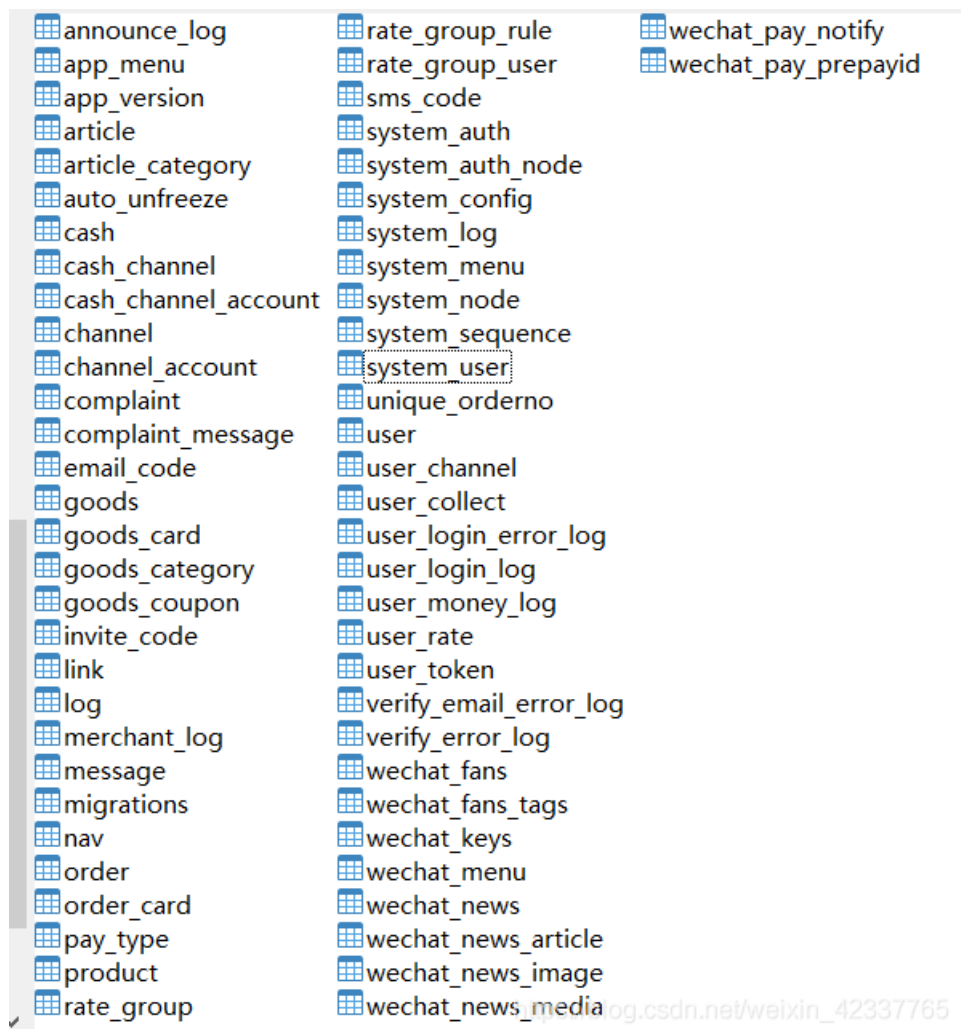 announce_log
app_menu
app_version
article
article_category
auto_unfreeze
cash
cash_channel
cash_channel_account
channel
channel_account
complaint
complaint_message
email_code
goods
goods_card
goods_category
goods_coupon
invite_code
link
log
merchant_log
message
migrations
nav
order
order_card
pay_type
product
rate_group
rate_group_rule
rate_group_user
sms_code
system_auth
system_auth_node
system_config
system_log
system_menu
system_node
system_sequence
system_user
unique_orderno
user
user_channel
user_collect
user_login_error_log
user_login_log
user_money_log
user_rate
user_token
verify_email_error_log
verify_error_log
wechat_fans
wechat_fans_tags
wechat_keys
wechat_menu
wechat_news
wechat_news_article
wechat_news_image
wechat_news_media
wechat_pay_notify
wechat_pay_prepayid
https://blog.csdn.net/weixin_42337765